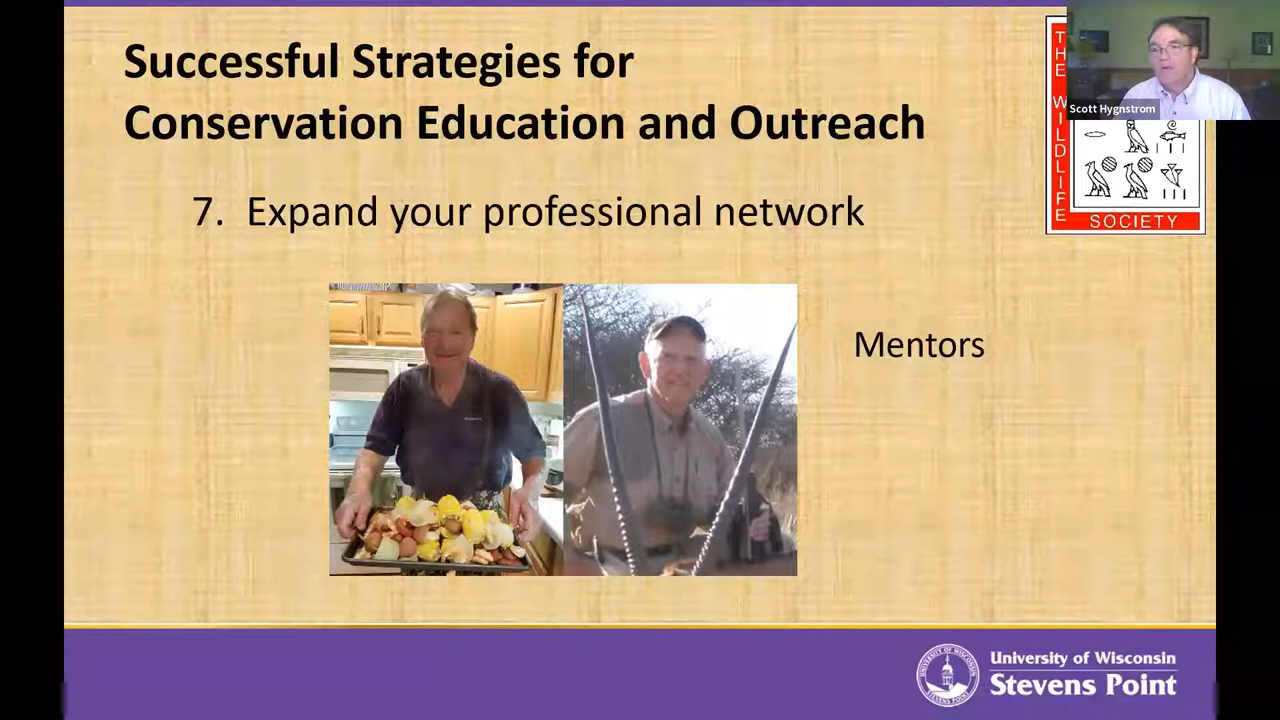 Successful Strategies for
Conservation Education and Outreach
THE WILDLIFE
SOCIETY
Scott Hygnstrom
7. Expand your professional network
Mentors
University of Wisconsin
Stevens Point